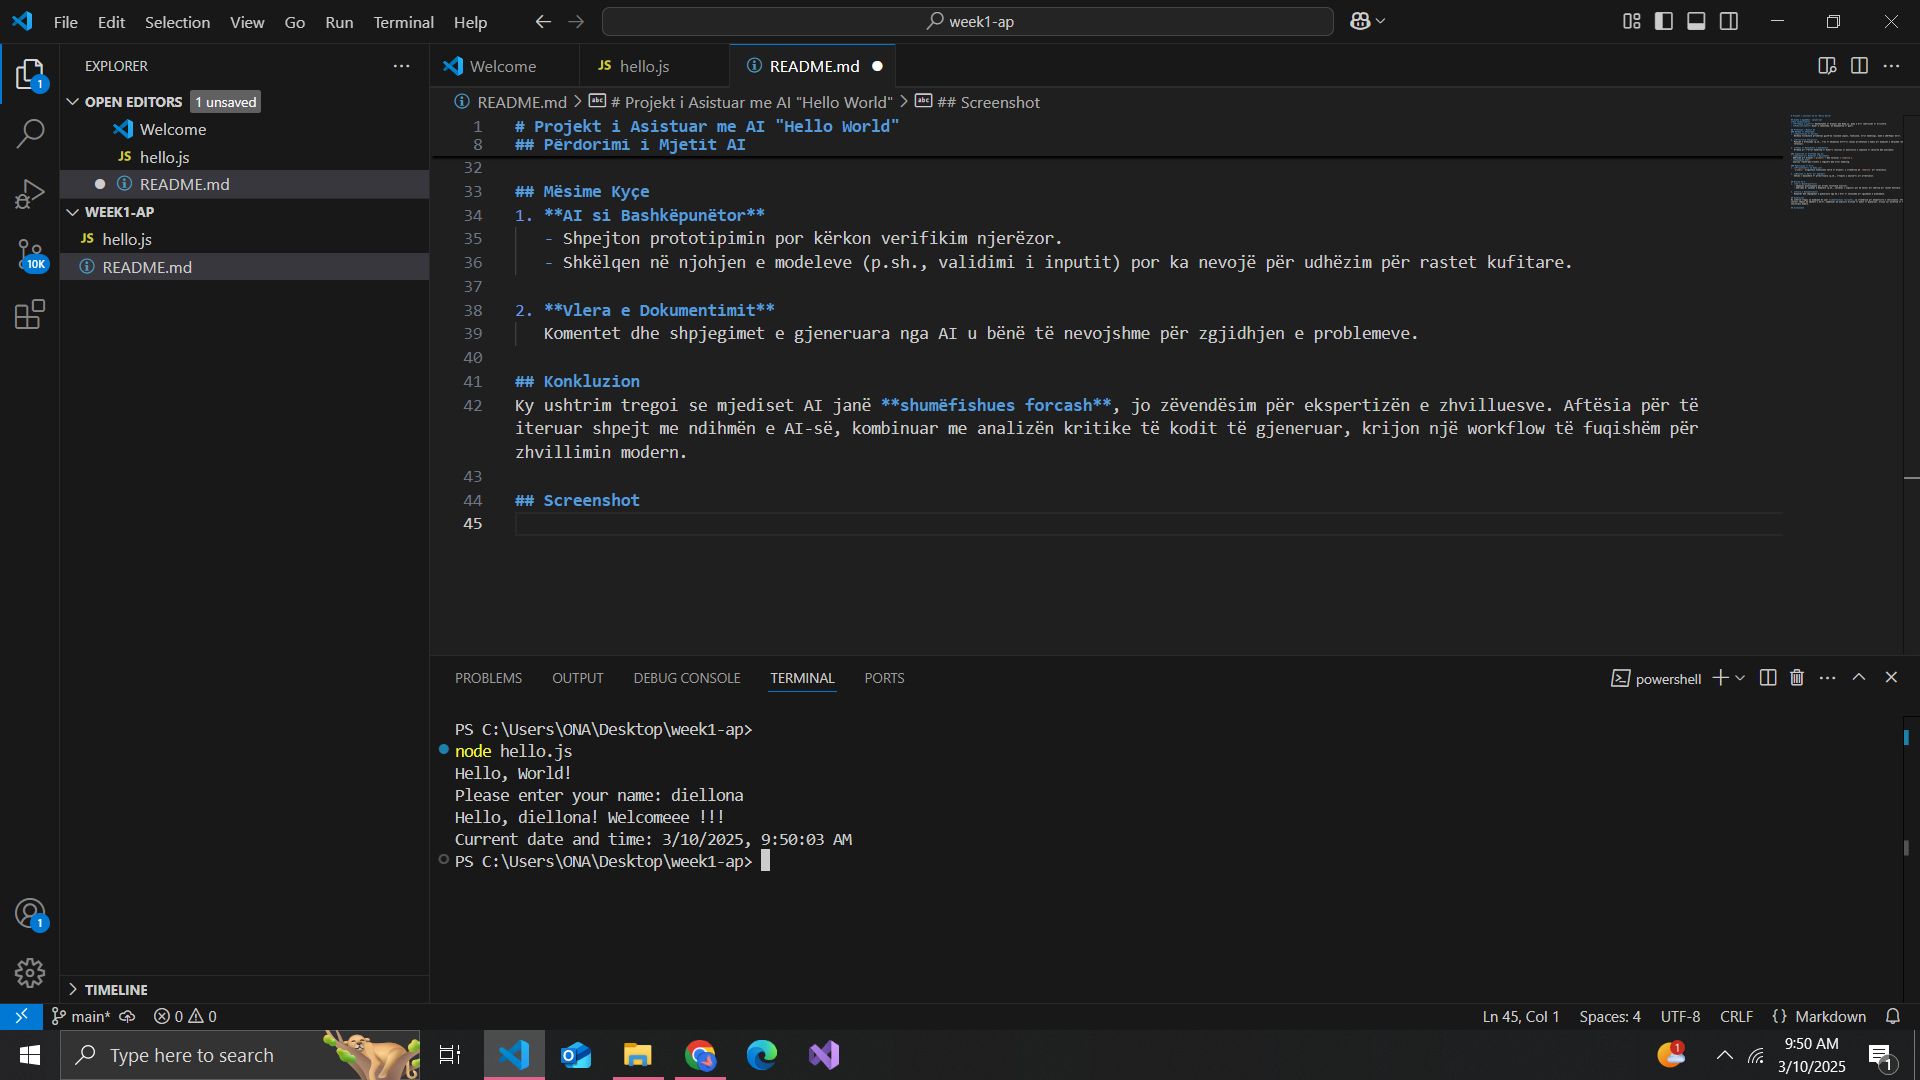 File Edit Selection View Go Run Terminal Help
week1-ap
EXPLORER
OPEN EDITORS 1 unsaved
Welcome
JS hello.js
README.md
WEEK1-AP
JS hello.js
README.md
TIMELINE
1
10K
1
Welcome
JS hello.js
README.md
README.md > # Projekt i Asistuar me AI "Hello World" > ## Screenshot
1 # Projekt i Asistuar me AI "Hello World"
8 ## Përdorimi i Mjetit AI
32
33 ## Mësime Kyçe
34 1. **AI si Bashkëpunëtor**
35 - Shpejton prototipimin por kërkon verifikim njerëzor.
36 - Shkëlqen në njohjen e modeleve (p.sh., validimi i inputit) por ka nevojë për udhëzim për rastet kufitare.
37
38 2. **Vlera e Dokumentimit**
39 Komentet dhe shpjegimet e gjeneruara nga AI u bënë të nevojshme për zgjidhjen e problemeve.
40
41 ## Konkluzion
42 Ky ushtrim tregoi se mjediset AI janë **shumëfishues forcash**, jo zëvendësim për ekspertizën e zhvilluesve. Aftësia për të
iteruar shpejt me ndihmën e AI-së, kombinuar me analizën kritike të kodit të gjeneruar, krijon një workflow të fuqishëm për
zhvillimin modern.
43
44 ## Screenshot
45
PROBLEMS OUTPUT DEBUG CONSOLE TERMINAL PORTS
powershell
PS C:\Users\ONA\Desktop\week1-ap>
node hello.js
Hello, World!
Please enter your name: diellona
Hello, diellona! Welcomeee !!!
Current date and time: 3/10/2025, 9:50:03 AM
PS C:\Users\ONA\Desktop\week1-ap>
main* 0 0
Ln 45, Col 1 Spaces: 4 UTF-8 CRLF {} Markdown
Type here to search
1
9:50 AM
3/10/2025
1